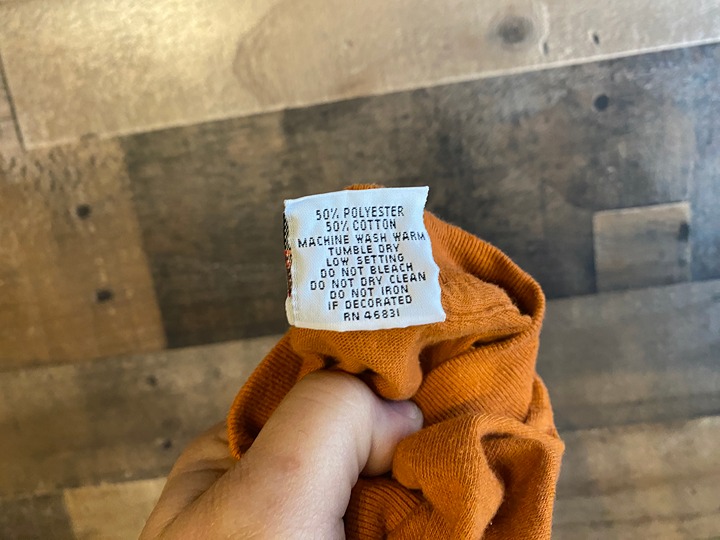 50% POLYESTER
50% COTTON
MACHINE WASH WARM
TUMBLE DRY
LOW SETTING
DO NOT BLEACH
DO NOT DRY CLEAN
DO NOT IRON
IF DECORATED
RN 46831